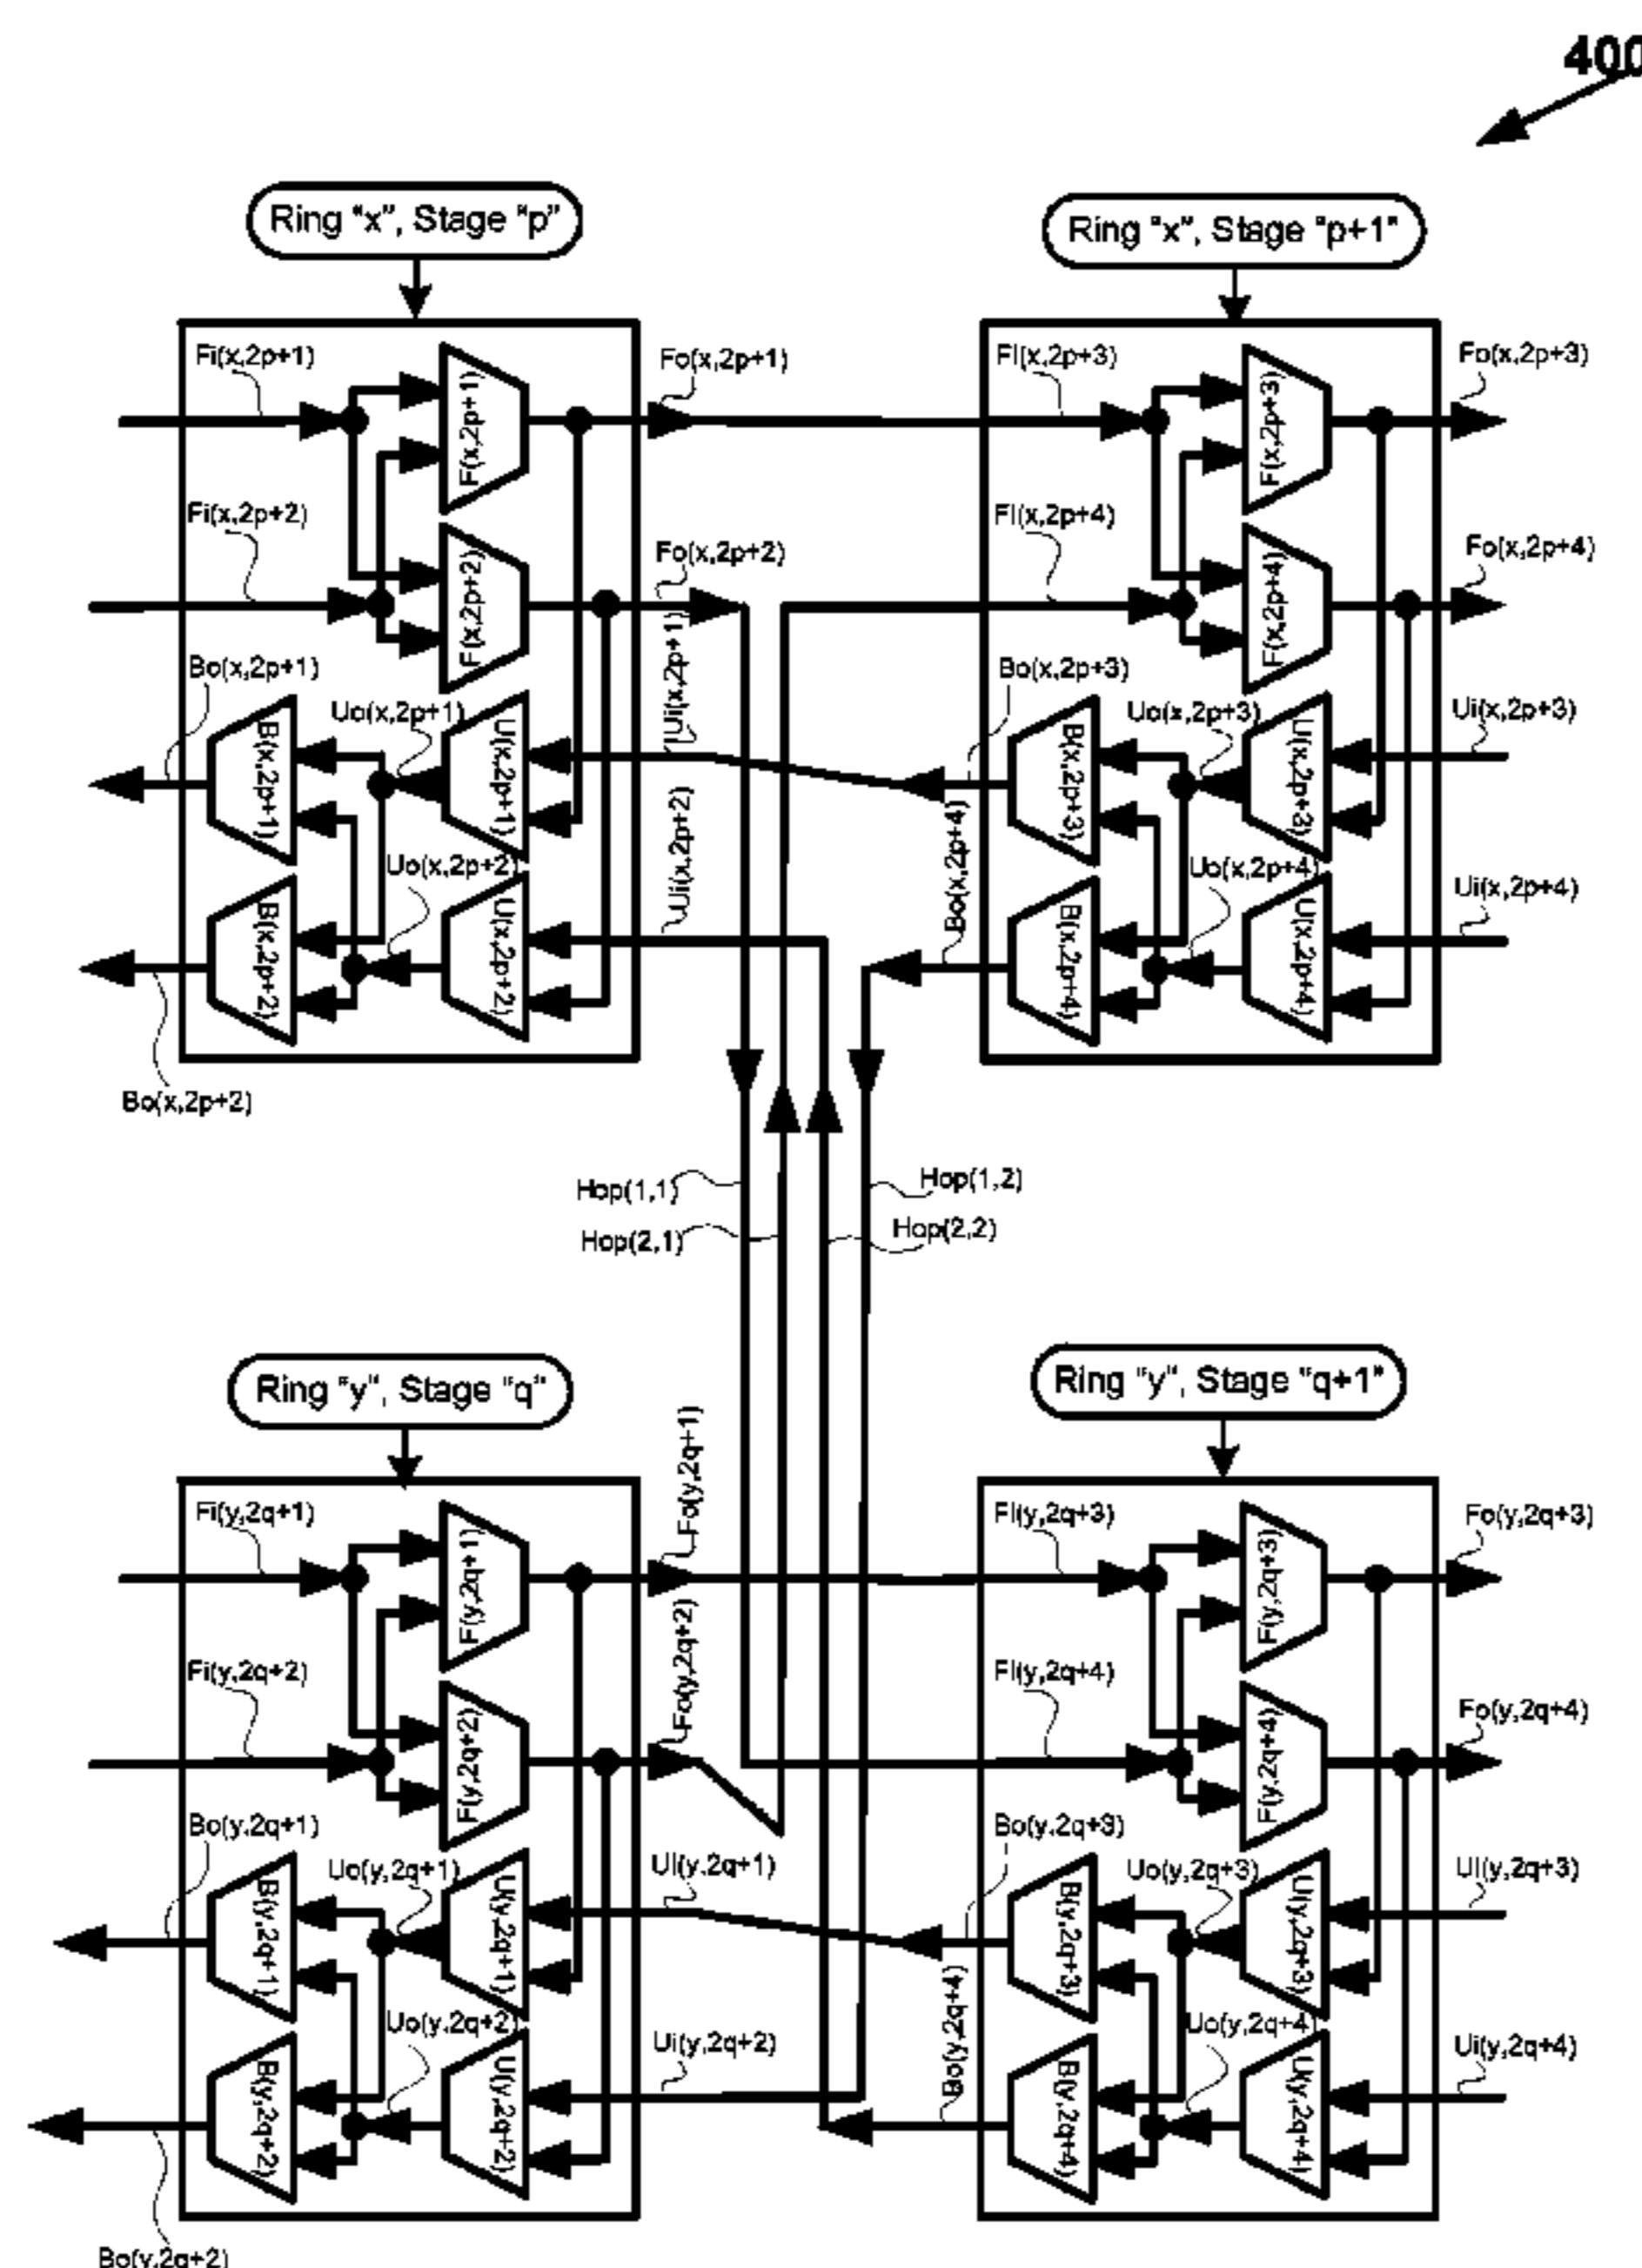 400
Ring "x", Stage "p"
Ring "x", Stage "p+1"
Fi(x,2p+1)
Fo(x,2p+1)
FI(x,2p+3)
Fo(x,2p+3)
F(x,2p+1)
F(x,2p+3)
Fi(x,2p+2)
Fo(x,2p+2)
FI(x,2p+4)
Fo(x,2p+4)
F(x,2p+2)
F(x,2p+4)
Bo(x,2p+1)
Uo(x,2p+1)
Ui(x,2p+1)
Bo(x,2p+3)
Uo(x,2p+3)
Ui(x,2p+3)
B(x,2p+1)
U(x,2p+1)
B(x,2p+3)
U(x,2p+3)
Uo(x,2p+2)
Ui(x,2p+2)
Bo(x,2p+4)
Uo(x,2p+4)
Ui(x,2p+4)
B(x,2p+2)
U(x,2p+2)
B(x,2p+4)
U(x,2p+4)
Bo(x,2p+2)
Hop(1,1)
Hop(1,2)
Hop(2,1)
Hop(2,2)
Ring "y", Stage "q"
Ring "y", Stage "q+1"
Fi(y,2q+1)
Fo(y,2q+1)
FI(y,2q+3)
Fo(y,2q+3)
F(y,2q+1)
F(y,2q+3)
Fi(y,2q+2)
Fo(y,2q+2)
FI(y,2q+4)
Fo(y,2q+4)
F(y,2q+2)
F(y,2q+4)
Bo(y,2q+1)
Uo(y,2q+1)
UI(y,2q+1)
Bo(y,2q+3)
Uo(y,2q+3)
UI(y,2q+3)
B(y,2q+1)
U(y,2q+1)
B(y,2q+3)
U(y,2q+3)
Uo(y,2q+2)
Ui(y,2q+2)
Bo(y,2q+4)
Uo(y,2q+4)
Ui(y,2q+4)
B(y,2q+2)
U(y,2q+2)
B(y,2q+4)
U(y,2q+4)
Bo(y,2q+2)